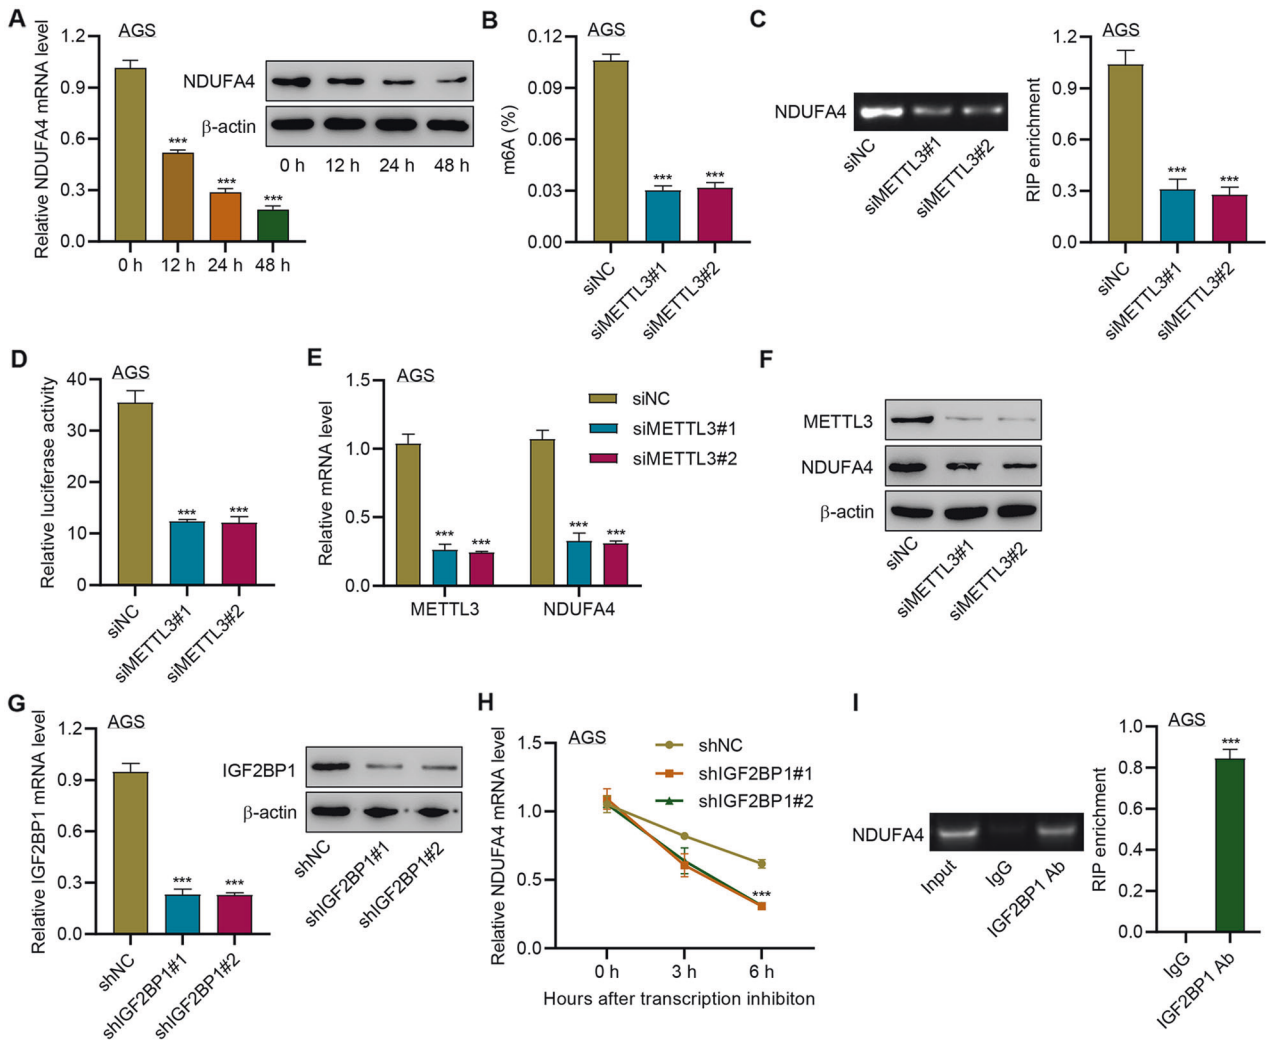 A
AGS
Relative NDUFA4 mRNA level
1.2
0.9
0.6
0.3
0.0
***
***
***
0 h
12 h
24 h
48 h
NDUFA4
β-actin
0 h
12 h
24 h
48 h
B
AGS
m6A (%)
0.12
0.09
0.06
0.03
0.00
***
***
siNC
siMETTL3#1
siMETTL3#2
C
NDUFA4
siNC
siMETTL3#1
siMETTL3#2
AGS
RIP enrichment
1.2
0.9
0.6
0.3
0.0
***
***
siNC
siMETTL3#1
siMETTL3#2
D
AGS
Relative luciferase activity
40
30
20
10
0
***
***
siNC
siMETTL3#1
siMETTL3#2
E
AGS
Relative mRNA level
1.5
1.0
0.5
0.0
***
***
***
***
METTL3
NDUFA4
siNC
siMETTL3#1
siMETTL3#2
F
METTL3
NDUFA4
β-actin
siNC
siMETTL3#1
siMETTL3#2
G
AGS
Relative IGF2BP1 mRNA level
1.2
0.9
0.6
0.3
0.0
***
***
shNC
shIGF2BP1#1
shIGF2BP1#2
IGF2BP1
β-actin
shNC
shIGF2BP1#1
shIGF2BP1#2
H
AGS
Relative NDUFA4 mRNA level
1.5
1.0
0.5
0.0
shNC
shIGF2BP1#1
shIGF2BP1#2
***
0 h
3 h
6 h
Hours after transcription inhibiton
I
NDUFA4
Input
IgG
IGF2BP1 Ab
AGS
RIP enrichment
1.0
0.8
0.6
0.4
0.2
0.0
***
IgG
IGF2BP1 Ab